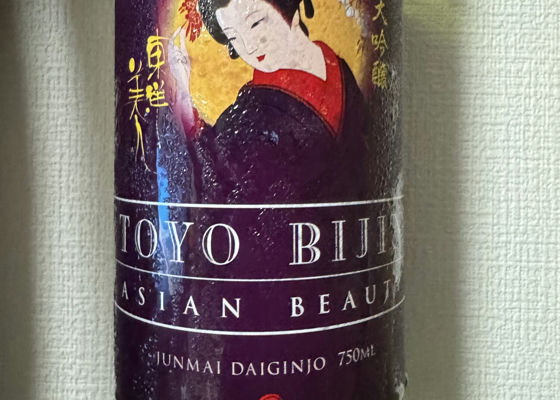 東洋美人
大吟醸
TOYO BIJIN
ASIAN BEAUTY
JUNMAI DAIGINJO 750ML